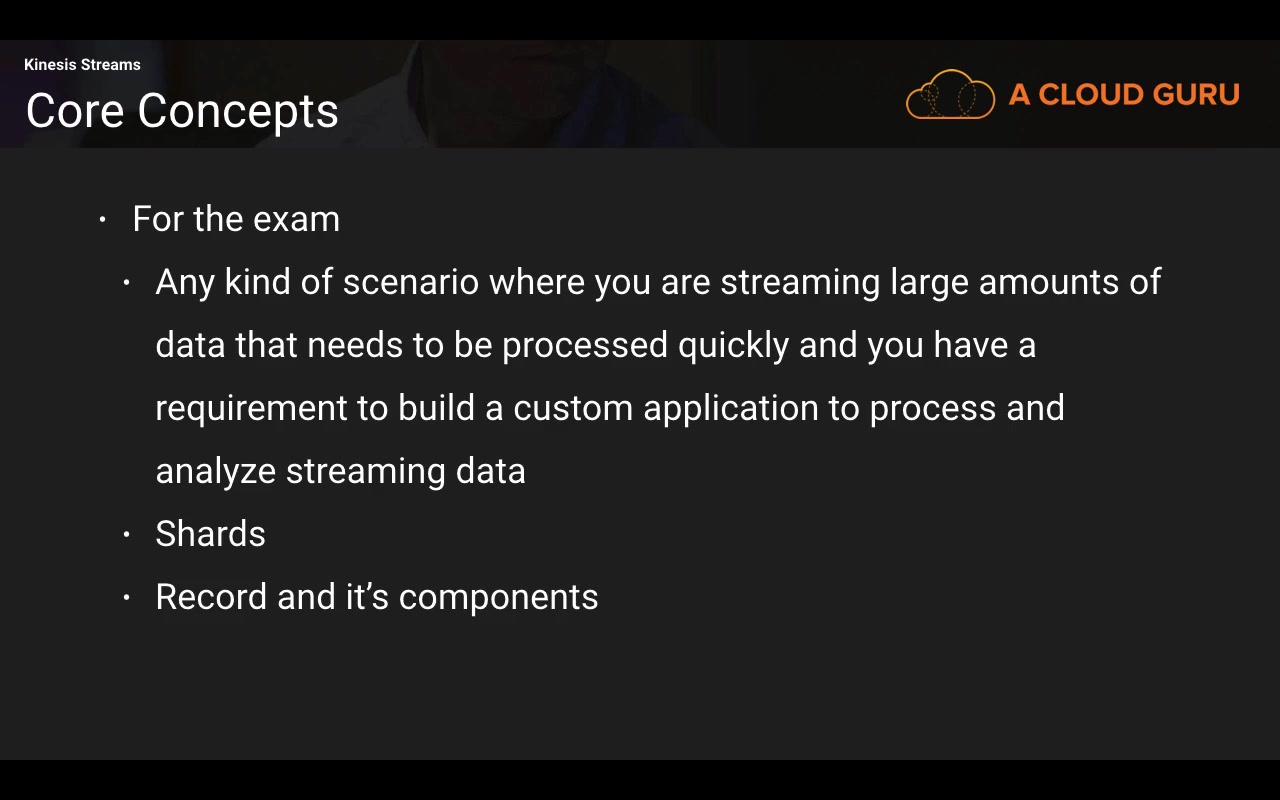 Kinesis Streams
Core Concepts
A CLOUD GURU
• For the exam
• Any kind of scenario where you are streaming large amounts of
data that needs to be processed quickly and you have a
requirement to build a custom application to process and
analyze streaming data
• Shards
• Record and it’s components